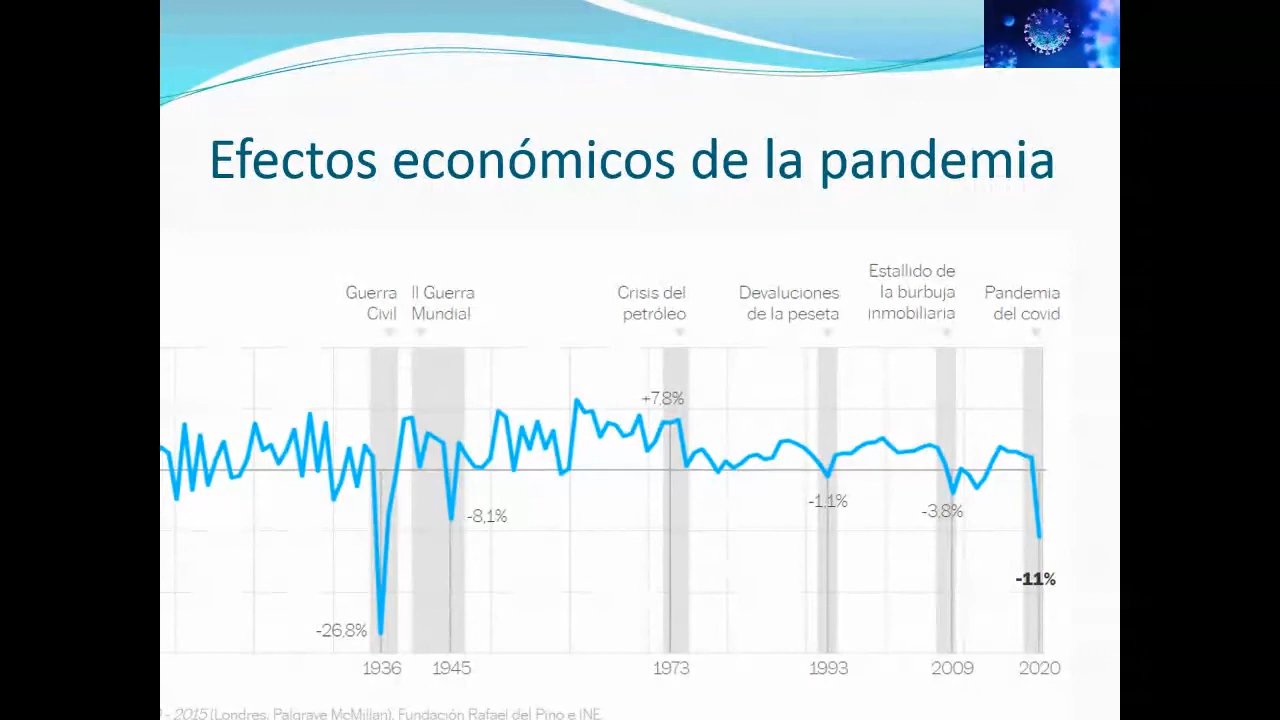 Efectos económicos de la pandemia
Estallido de
Guerra II Guerra Crisis del Devaluciones la burbuja Pandemia
Civil Mundial petróleo de la peseta inmobiliaria del covid
+7,8%
-1,1%
-8,1% -3,8%
-11%
-26,8%
1936 1945 1973 1993 2009 2020
- 2015 (Londres, Palgrave McMillan), Fundación Rafael del Pino e INE.